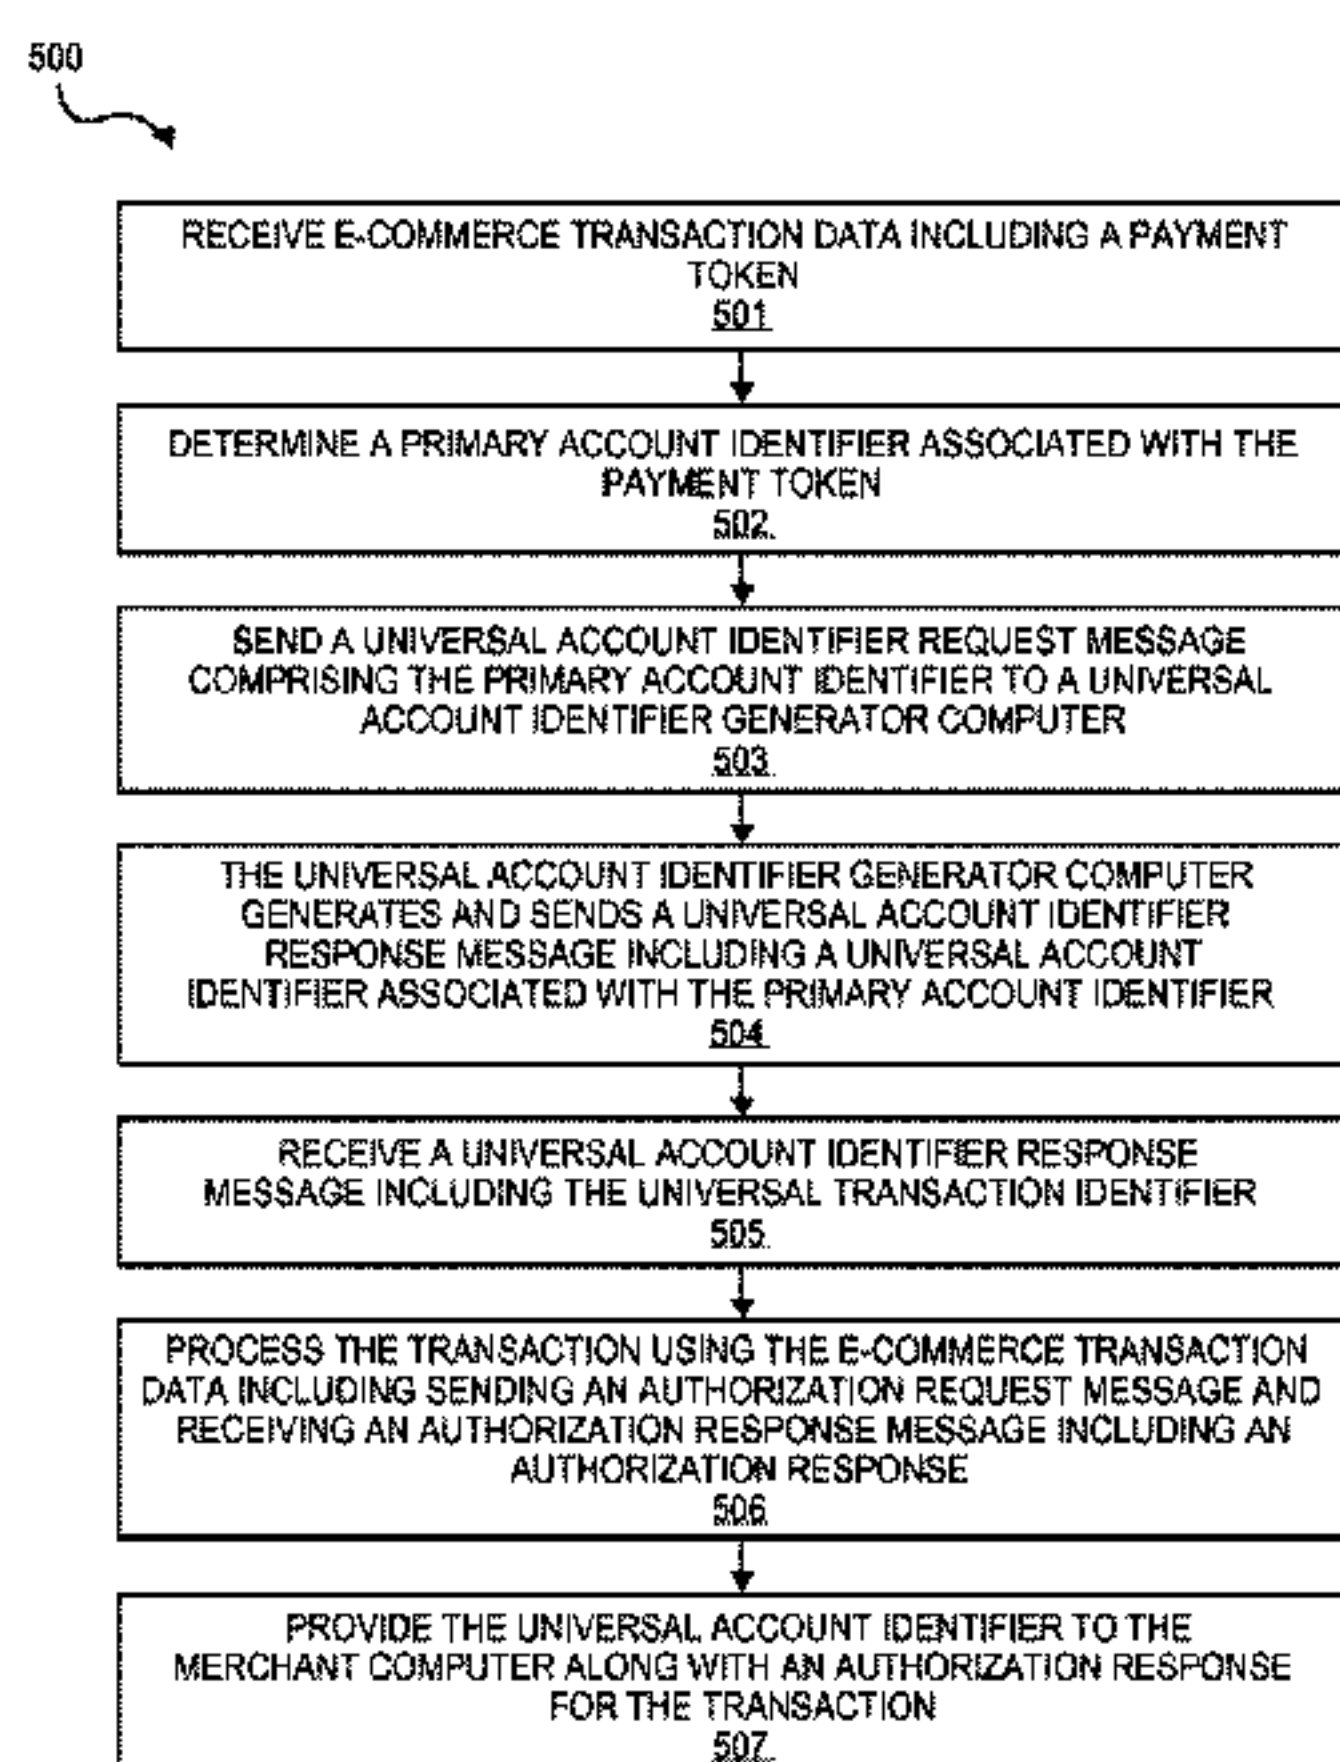 500
RECEIVE E-COMMERCE TRANSACTION DATA INCLUDING A PAYMENT
TOKEN
501
DETERMINE A PRIMARY ACCOUNT IDENTIFIER ASSOCIATED WITH THE
PAYMENT TOKEN
502
SEND A UNIVERSAL ACCOUNT IDENTIFIER REQUEST MESSAGE
COMPRISING THE PRIMARY ACCOUNT IDENTIFIER TO A UNIVERSAL
ACCOUNT IDENTIFIER GENERATOR COMPUTER
503
THE UNIVERSAL ACCOUNT IDENTIFIER GENERATOR COMPUTER
GENERATES AND SENDS A UNIVERSAL ACCOUNT IDENTIFIER
RESPONSE MESSAGE INCLUDING A UNIVERSAL ACCOUNT
IDENTIFIER ASSOCIATED WITH THE PRIMARY ACCOUNT IDENTIFIER
504
RECEIVE A UNIVERSAL ACCOUNT IDENTIFIER RESPONSE
MESSAGE INCLUDING THE UNIVERSAL TRANSACTION IDENTIFIER
505
PROCESS THE TRANSACTION USING THE E-COMMERCE TRANSACTION
DATA INCLUDING SENDING AN AUTHORIZATION REQUEST MESSAGE AND
RECEIVING AN AUTHORIZATION RESPONSE MESSAGE INCLUDING AN
AUTHORIZATION RESPONSE
506
PROVIDE THE UNIVERSAL ACCOUNT IDENTIFIER TO THE
MERCHANT COMPUTER ALONG WITH AN AUTHORIZATION RESPONSE
FOR THE TRANSACTION
507